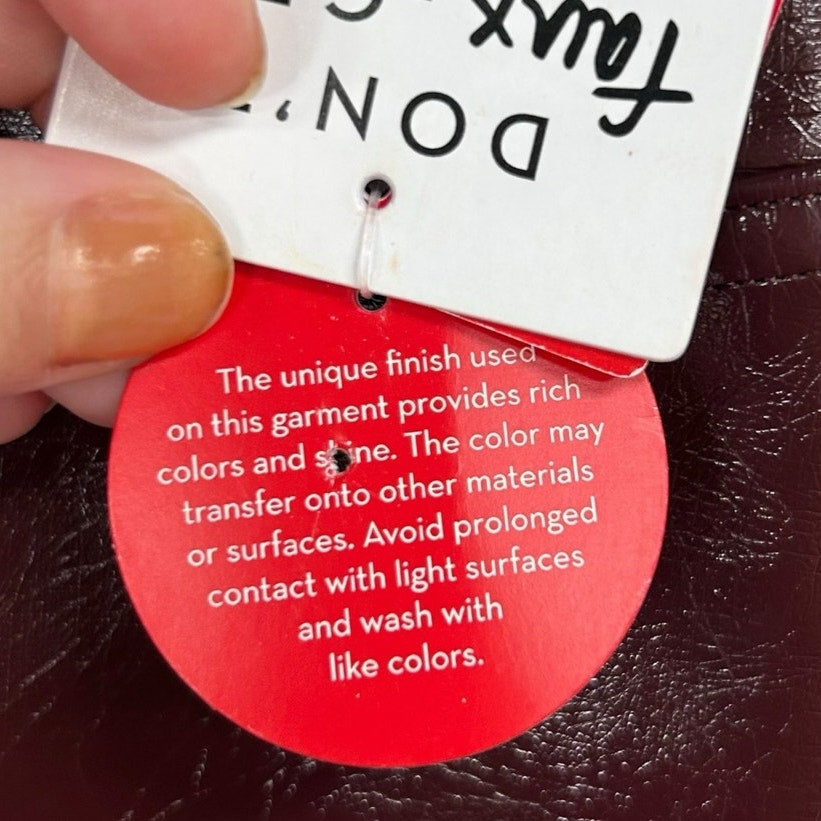 faux
DON'
The unique finish used
on this garment provides rich
colors and shine. The color may
transfer onto other materials
or surfaces. Avoid prolonged
contact with light surfaces
and wash with
like colors.